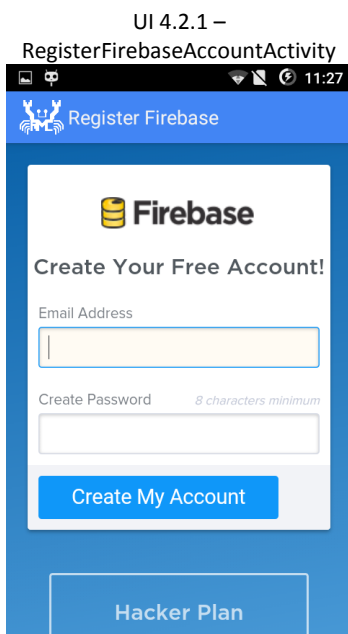 UI 4.2.1 –
RegisterFirebaseAccountActivity
11:27
Register Firebase
Firebase
Create Your Free Account!
Email Address
Create Password 8 characters minimum
Create My Account
Hacker Plan